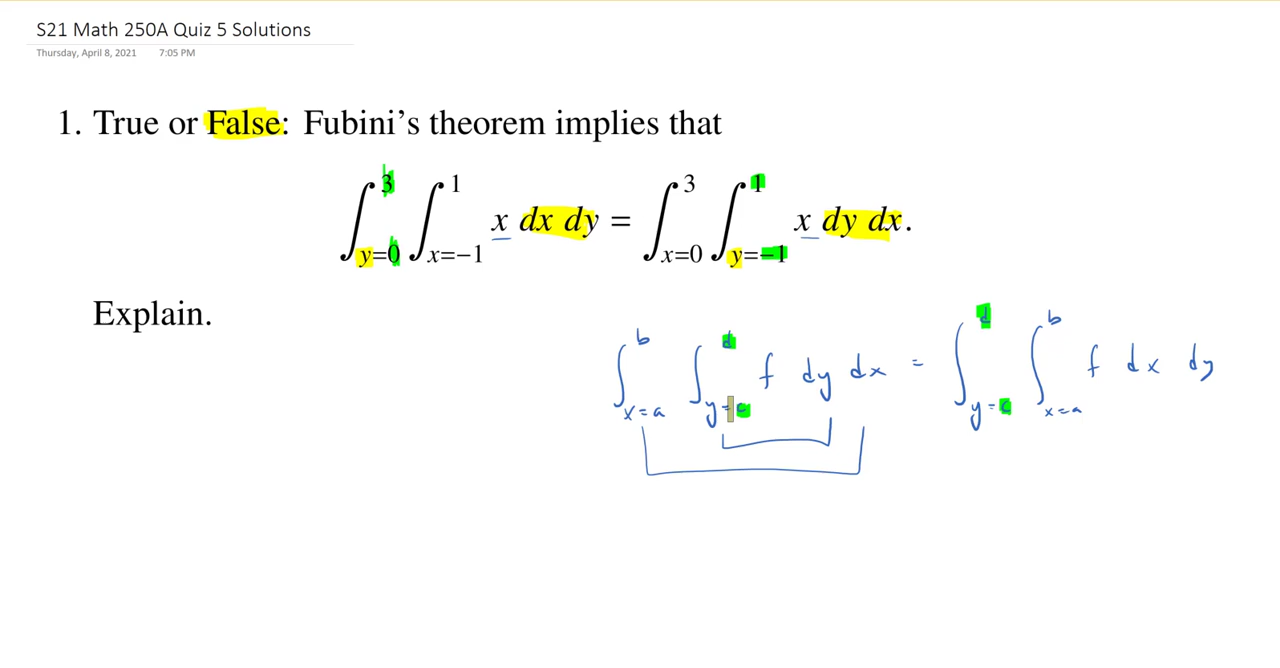 S21 Math 250A Quiz 5 Solutions
Thursday, April 8, 2021 7:05 PM
1. True or False: Fubini's theorem implies that
∫_{y=0}^{3} ∫_{x=−1}^{1} x dx dy = ∫_{x=0}^{3} ∫_{y=−1}^{1} x dy dx.
Explain.
∫_{x=a}^{b} ∫_{y=c}^{d} f dy dx = ∫_{y=c}^{d} ∫_{x=a}^{b} f dx dy